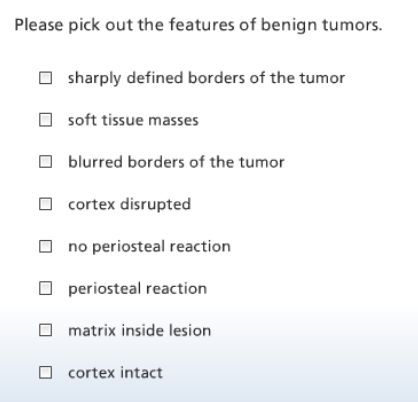 Please pick out the features of benign tumors.
sharply defined borders of the tumor
soft tissue masses
blurred borders of the tumor
cortex disrupted
no periosteal reaction
periosteal reaction
matrix inside lesion
cortex intact